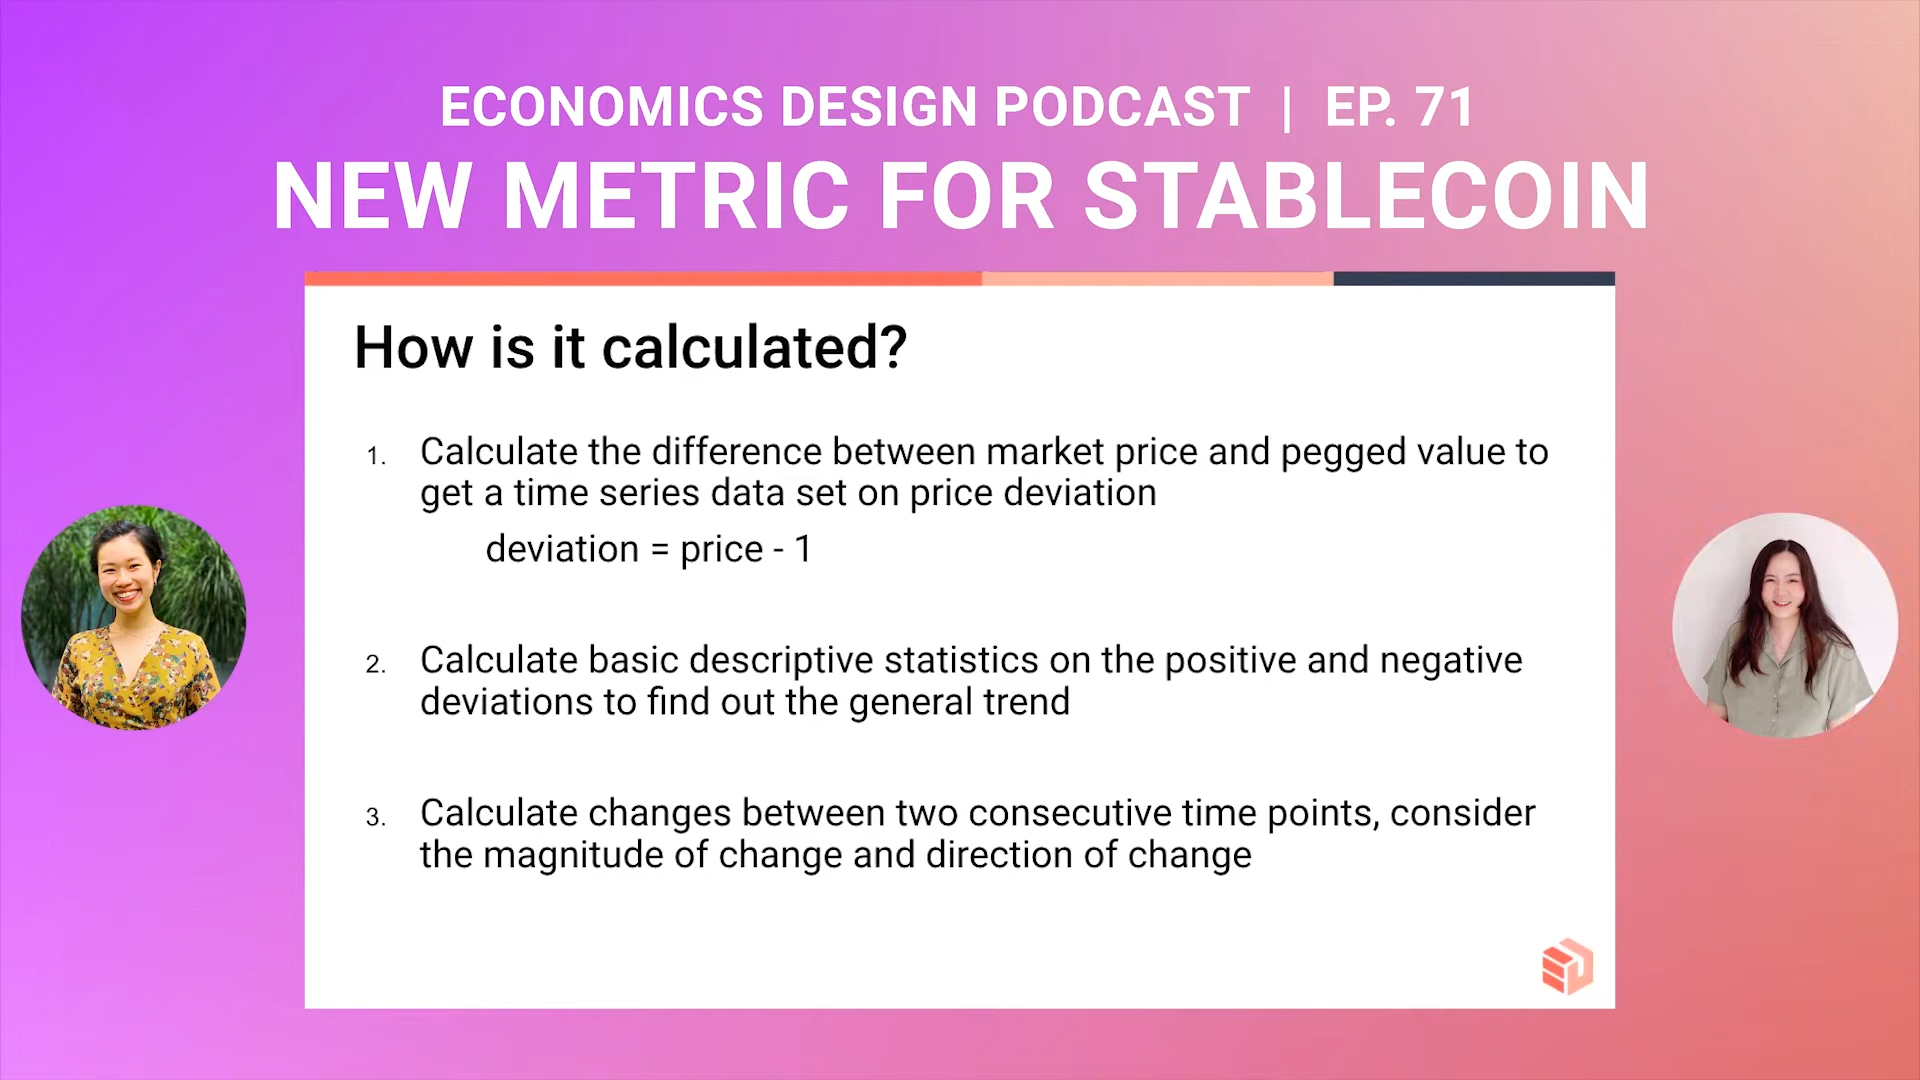 ECONOMICS DESIGN PODCAST | EP. 71
NEW METRIC FOR STABLECOIN
How is it calculated?
1. Calculate the difference between market price and pegged value to
get a time series data set on price deviation
deviation = price - 1
2. Calculate basic descriptive statistics on the positive and negative
deviations to find out the general trend
3. Calculate changes between two consecutive time points, consider
the magnitude of change and direction of change